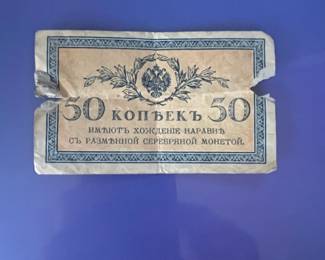 50 КОПѢЕКЪ 50
ИМѢЮТЪ ХОЖДЕНІЕ НАРАВНѢ
СЪ РАЗМѢННОЙ СЕРЕБРЯНОЙ МОНЕТОЙ.